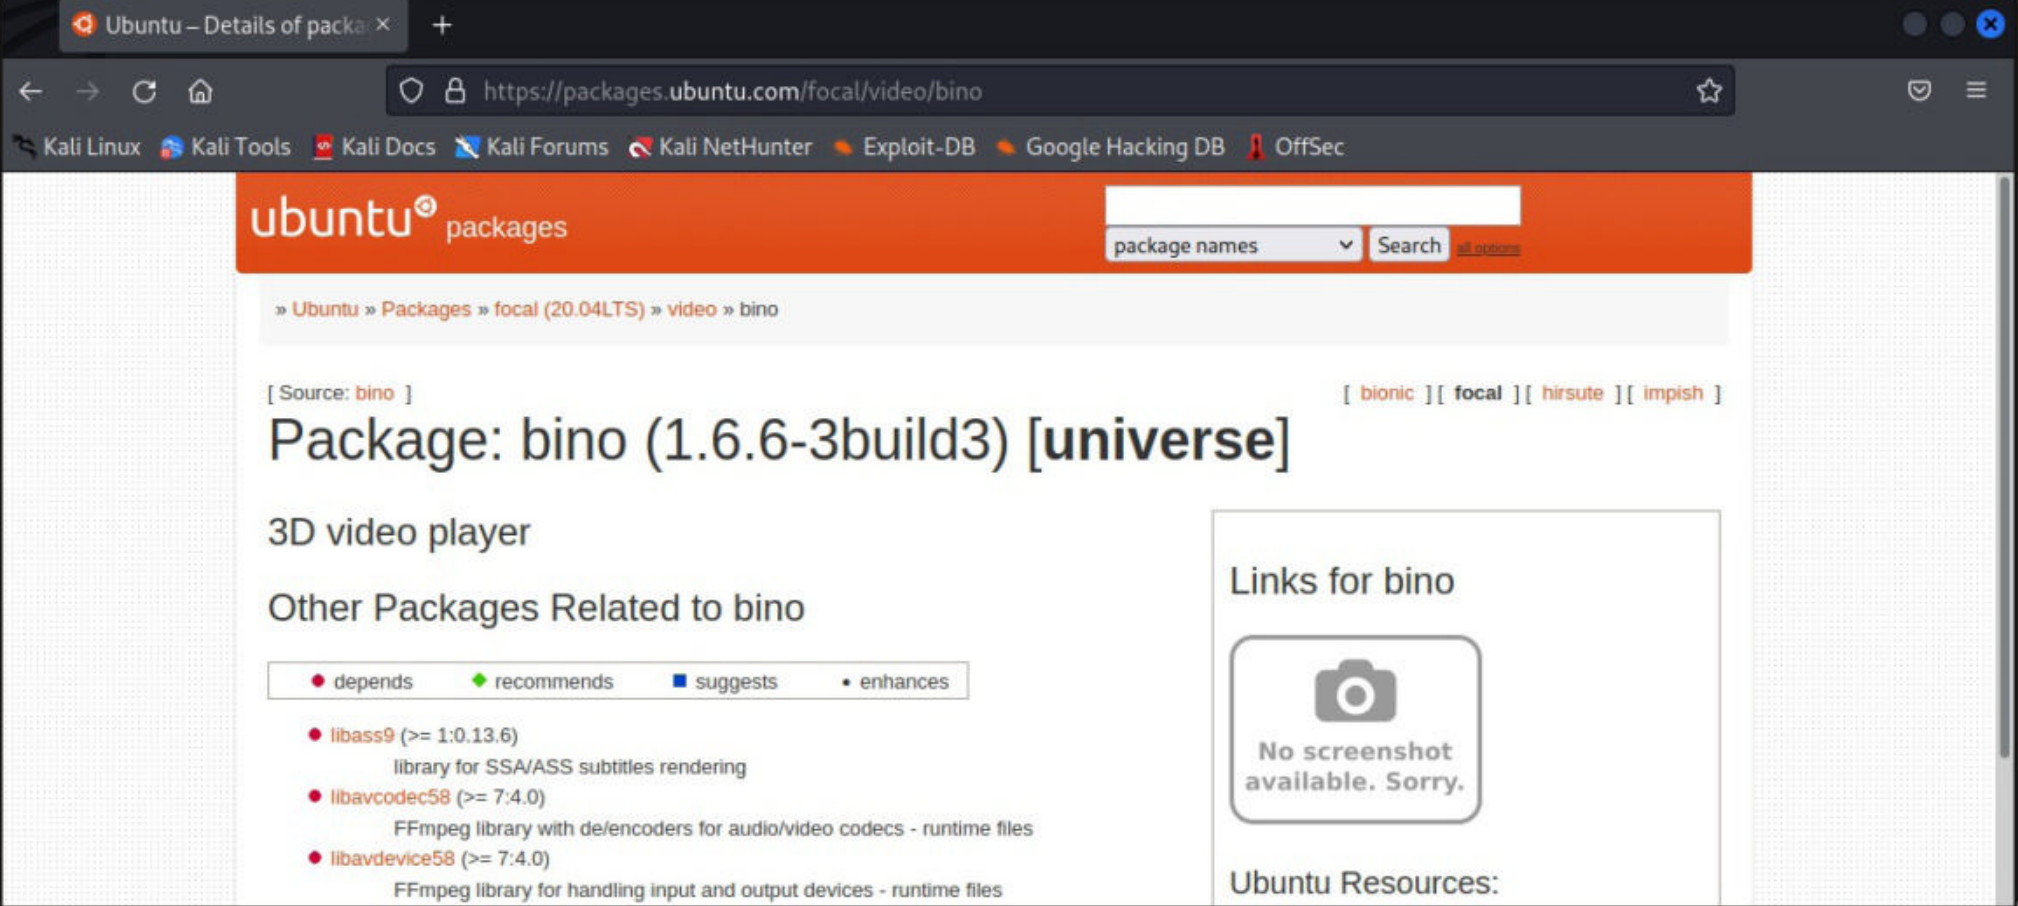 Ubuntu – Details of packa
https://packages.ubuntu.com/focal/video/bino
Kali Linux Kali Tools Kali Docs Kali Forums Kali NetHunter Exploit-DB Google Hacking DB OffSec
ubuntu packages
package names Search all options
» Ubuntu » Packages » focal (20.04LTS) » video » bino
[ Source: bino ] [ bionic ] [ focal ] [ hirsute ] [ impish ]
Package: bino (1.6.6-3build3) [universe]
3D video player
Other Packages Related to bino
depends recommends suggests enhances
libass9 (>= 1:0.13.6)
library for SSA/ASS subtitles rendering
libavcodec58 (>= 7:4.0)
FFmpeg library with de/encoders for audio/video codecs - runtime files
libavdevice58 (>= 7:4.0)
FFmpeg library for handling input and output devices - runtime files
Links for bino
No screenshot
available. Sorry.
Ubuntu Resources: